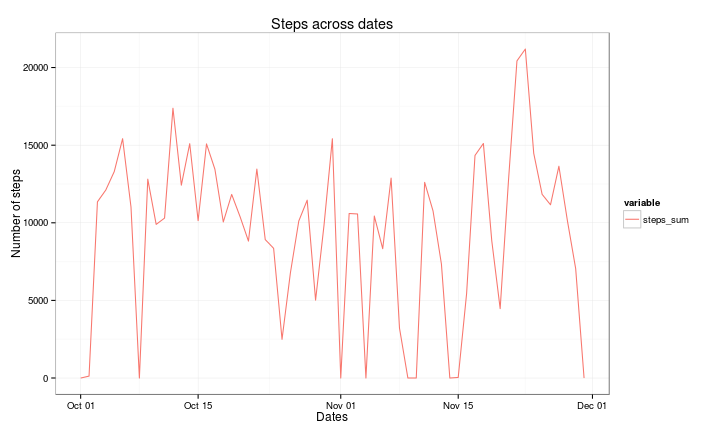 Steps across dates
Number of steps
20000
15000
10000
5000
0
Oct 01 Oct 15 Nov 01 Nov 15 Dec 01
Dates
variable
steps_sum